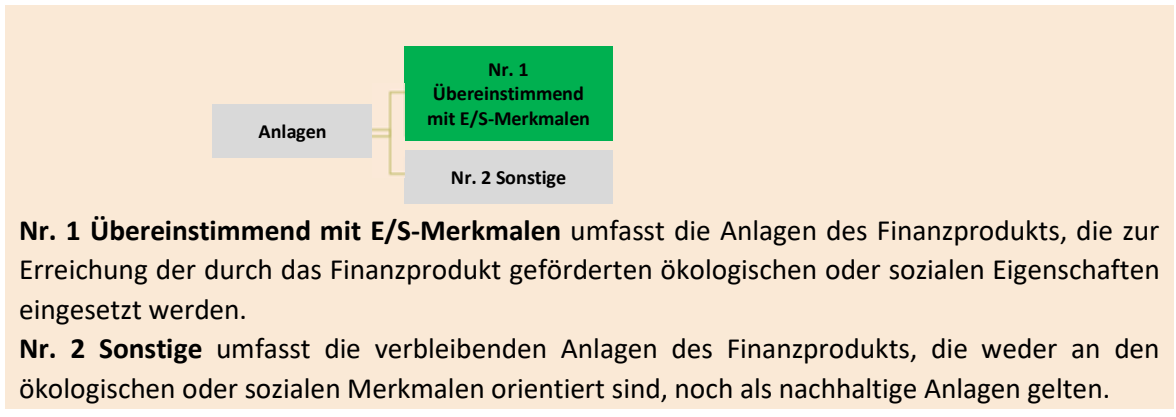 Nr. 1
Übereinstimmend
mit E/S-Merkmalen
Anlagen
Nr. 2 Sonstige
Nr. 1 Übereinstimmend mit E/S-Merkmalen umfasst die Anlagen des Finanzprodukts, die zur
Erreichung der durch das Finanzprodukt geförderten ökologischen oder sozialen Eigenschaften
eingesetzt werden.
Nr. 2 Sonstige umfasst die verbleibenden Anlagen des Finanzprodukts, die weder an den
ökologischen oder sozialen Merkmalen orientiert sind, noch als nachhaltige Anlagen gelten.